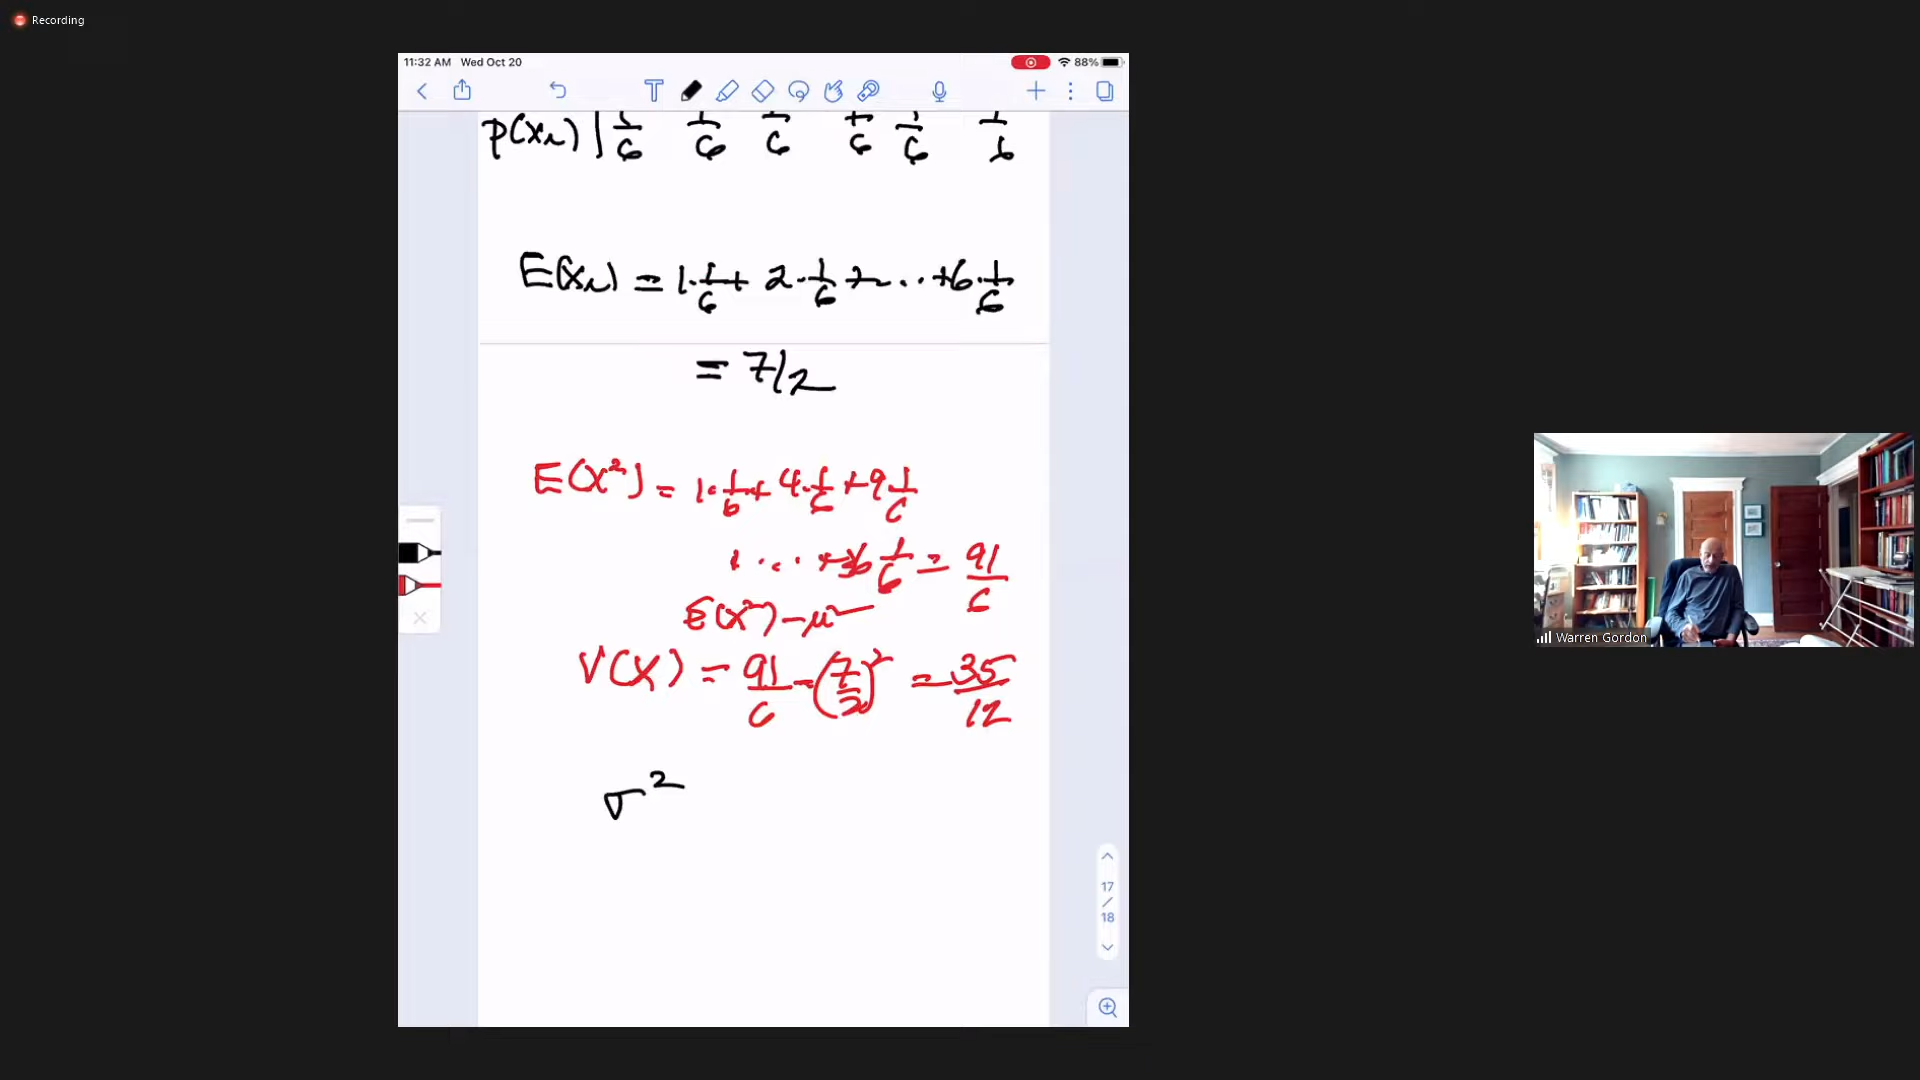 Recording
11:32 AM Wed Oct 20
88%
T
p(xᵢ) | 1/6 1/6 1/6 1/6 1/6 1/6
E(xᵢ) = 1·1/6 + 2·1/6 + ... + 6·1/6
= 7/2
E(X²) = 1·1/6 + 4·1/6 + 9·1/6
+ ... + 36 1/6 = 91/6
E(X²) - μ²
V(X) = 91/6 - (7/2)² = 35/12
σ²
17
/
18
Warren Gordon